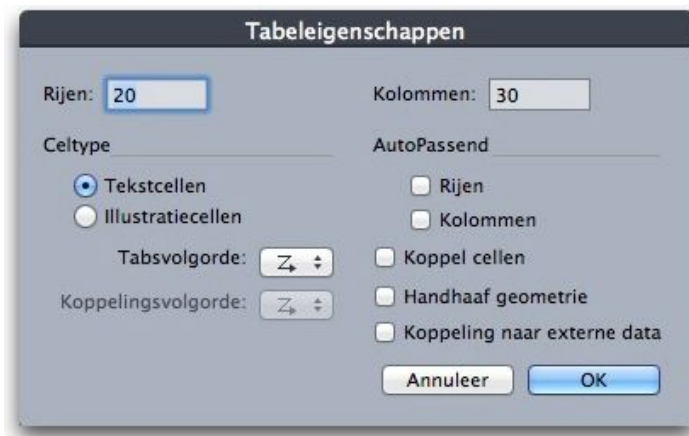 Tabeleigenschappen
Rijen: 20
Kolommen: 30
Celtype
AutoPassend
Tekstcellen
Rijen
Illustratiecellen
Kolommen
Tabsvolgorde:
Koppel cellen
Koppelingsvolgorde:
Handhaaf geometrie
Koppeling naar externe data
Annuleer
OK